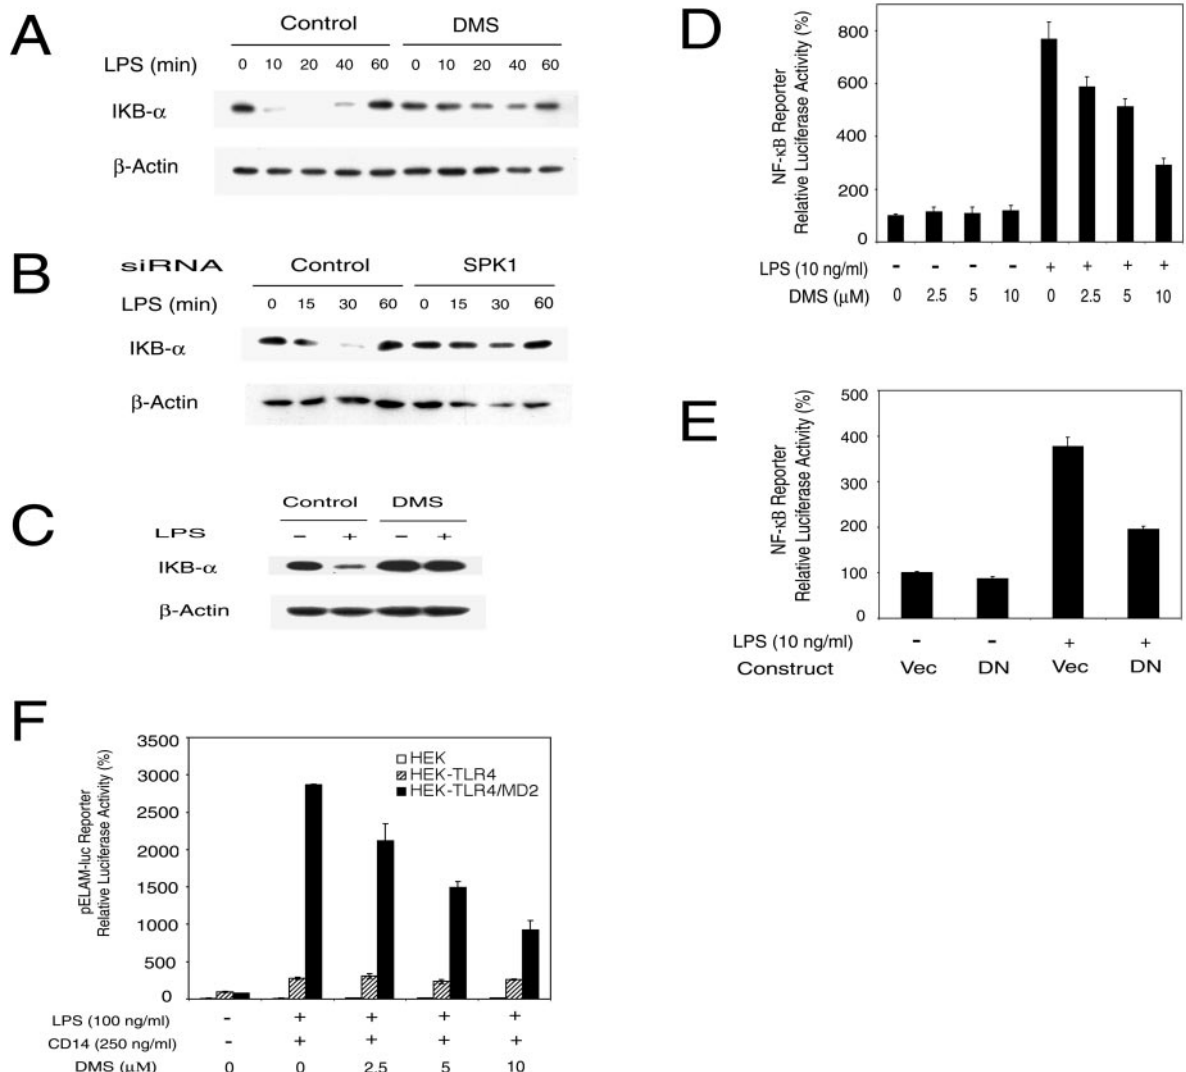 A
Control DMS
LPS (min) 0 10 20 40 60 0 10 20 40 60
IKB-α
β-Actin
B
siRNA Control SPK1
LPS (min) 0 15 30 60 0 15 30 60
IKB-α
β-Actin
C
Control DMS
LPS − + − +
IKB-α
β-Actin
D
NF-κB Reporter
Relative Luciferase Activity (%)
800
600
400
200
0
LPS (10 ng/ml) - - - - + + + +
DMS (μM) 0 2.5 5 10 0 2.5 5 10
E
NF-κB Reporter
Relative Luciferase Activity (%)
500
400
300
200
100
0
LPS (10 ng/ml) - - + +
Construct Vec DN Vec DN
F
pELAM-luc Reporter
Relative Luciferase Activity (%)
3500
3000
2500
2000
1500
1000
500
0
HEK
HEK-TLR4
HEK-TLR4/MD2
LPS (100 ng/ml) - + + + +
CD14 (250 ng/ml) - + + + +
DMS (μM) 0 0 2.5 5 10